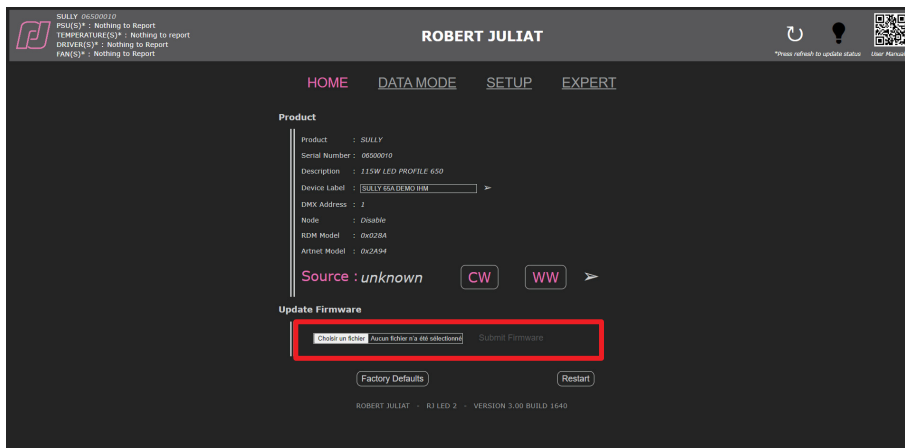 SULLY 06500010
PSU(S)* : Nothing to Report
TEMPERATURE(S)* : Nothing to report
DRIVER(S)* : Nothing to Report
FAN(S)* : Nothing to Report
ROBERT JULIAT
*Press refresh to update status
User Manual
HOME DATA MODE SETUP EXPERT
Product
Product : SULLY
Serial Number : 06500010
Description : 115W LED PROFILE 650
Device Label : SULLY 65A DEMO IHM ➢
DMX Address : 1
Node : Disable
RDM Model : 0x028A
Artnet Model : 0x2A94
Source : unknown CW WW ➢
Update Firmware
Choisir un fichier Aucun fichier n'a été sélectionné Submit Firmware
Factory Defaults Restart
ROBERT JULIAT - RJ LED 2 - VERSION 3.00 BUILD 1640